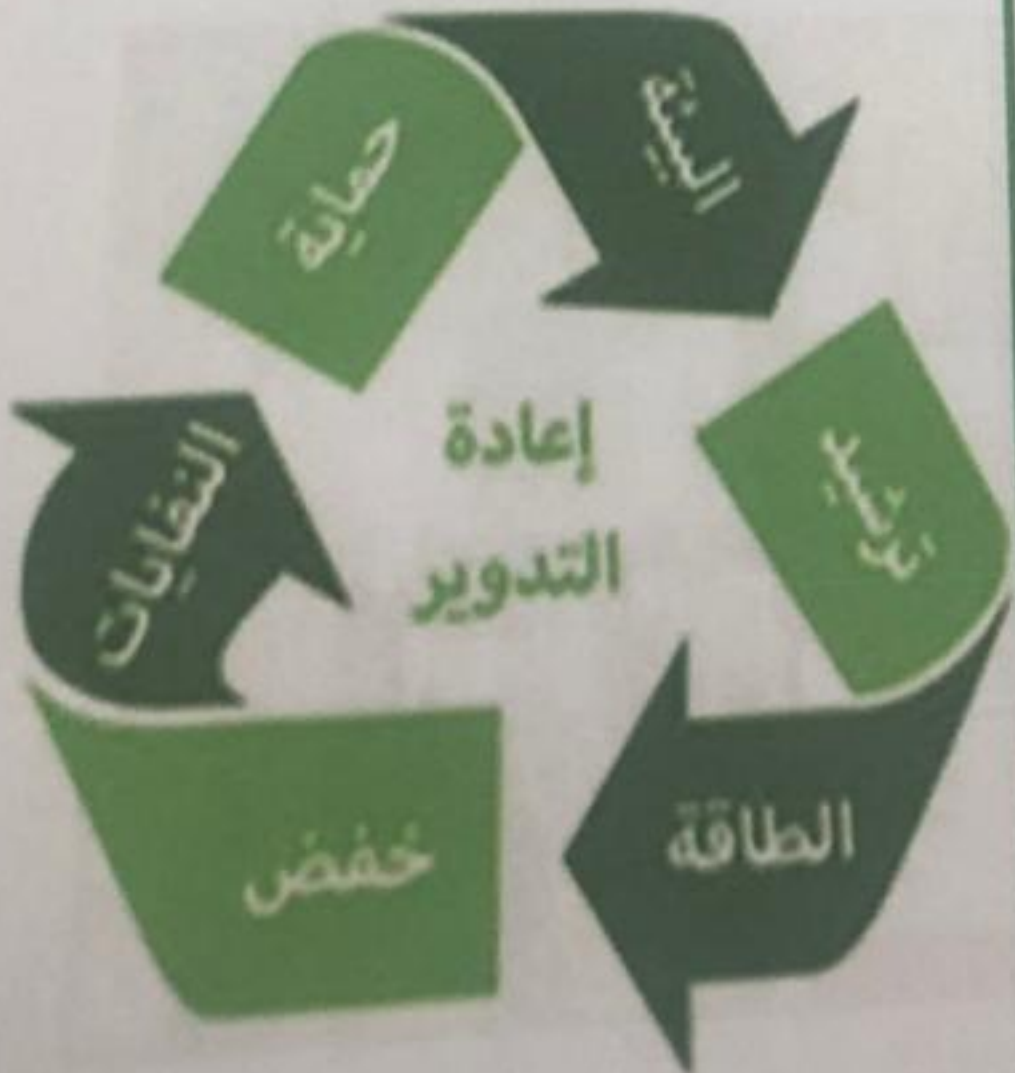 حماية
البيئة
ترشيد
الطاقة
خفض
النفايات
إعادة
التدوير